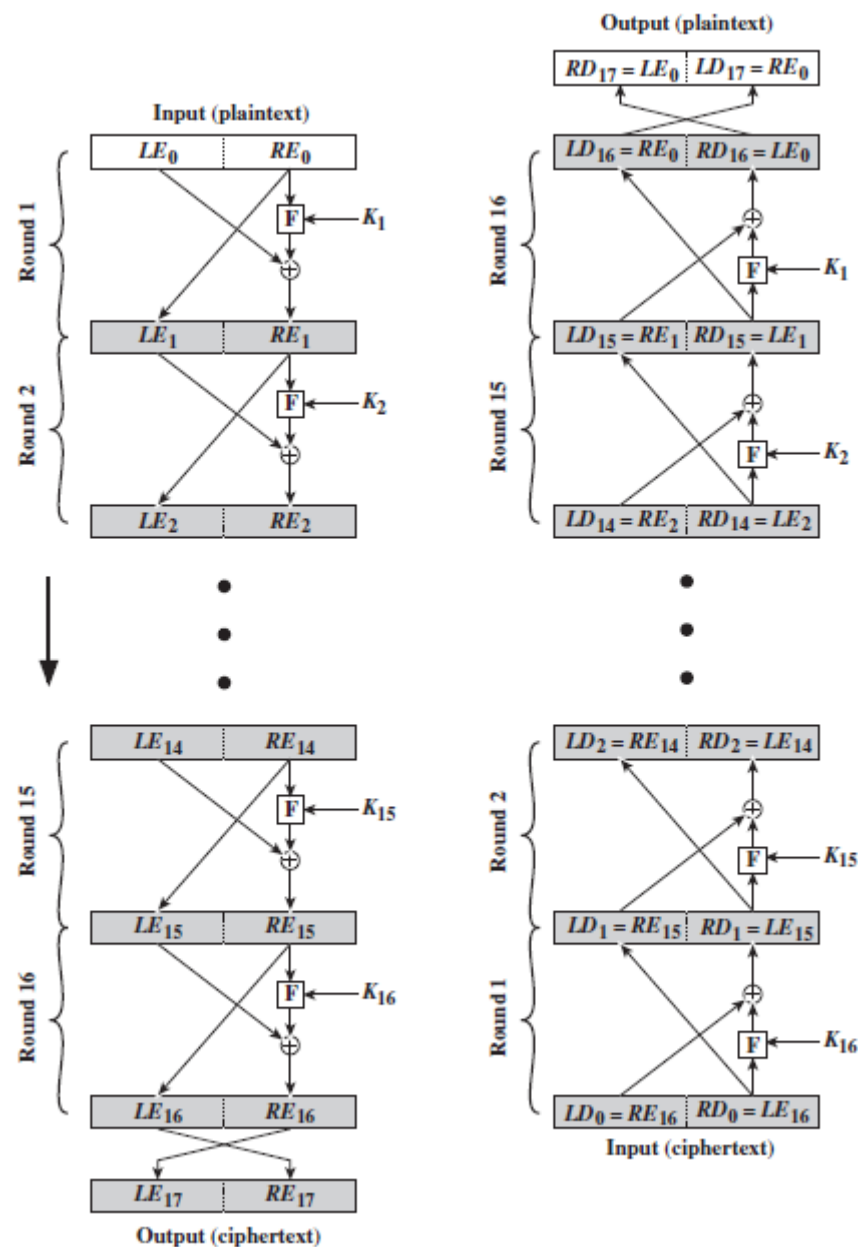 Input (plaintext)
LE₀ RE₀
Round 1
F
K₁
+
LE₁ RE₁
Round 2
F
K₂
+
LE₂ RE₂
LE₁₄ RE₁₄
Round 15
F
K₁₅
+
LE₁₅ RE₁₅
Round 16
F
K₁₆
+
LE₁₆ RE₁₆
LE₁₇ RE₁₇
Output (ciphertext)
Output (plaintext)
RD₁₇ = LE₀ LD₁₇ = RE₀
LD₁₆ = RE₀ RD₁₆ = LE₀
Round 16
+
F
K₁
LD₁₅ = RE₁ RD₁₅ = LE₁
Round 15
+
F
K₂
LD₁₄ = RE₂ RD₁₄ = LE₂
LD₂ = RE₁₄ RD₂ = LE₁₄
Round 2
+
F
K₁₅
LD₁ = RE₁₅ RD₁ = LE₁₅
Round 1
+
F
K₁₆
LD₀ = RE₁₆ RD₀ = LE₁₆
Input (ciphertext)